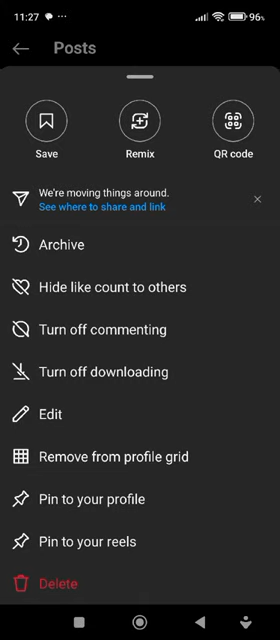 11:27
96%
Posts
Save
Remix
QR code
We're moving things around.
See where to share and link
Archive
Hide like count to others
Turn off commenting
Turn off downloading
Edit
Remove from profile grid
Pin to your profile
Pin to your reels
Delete